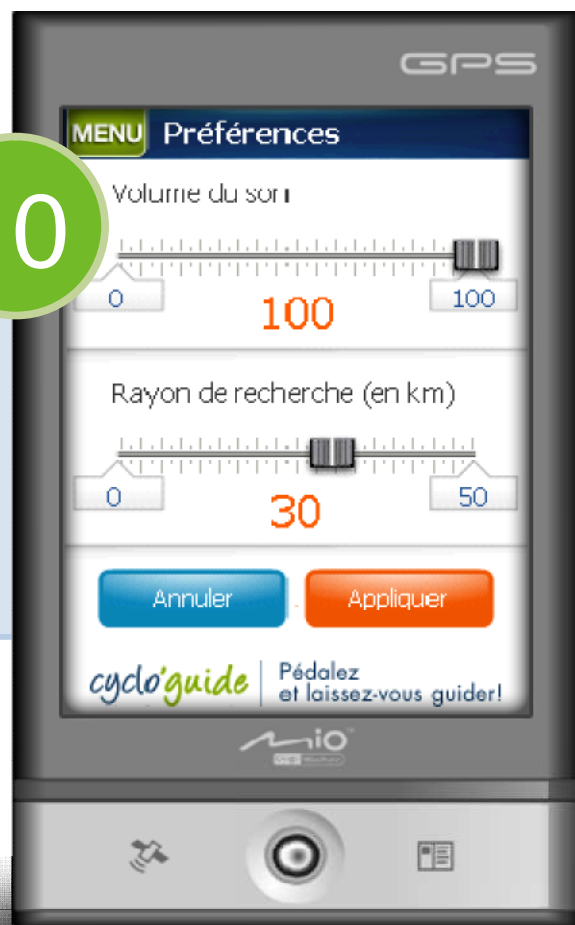 GPS
MENU Préférences
Volume du son
0
0
100
100
Rayon de recherche (en km)
0
30
50
Annuler
Appliquer
cyclo'guide
Pédalez
et laissez-vous guider!
Mio